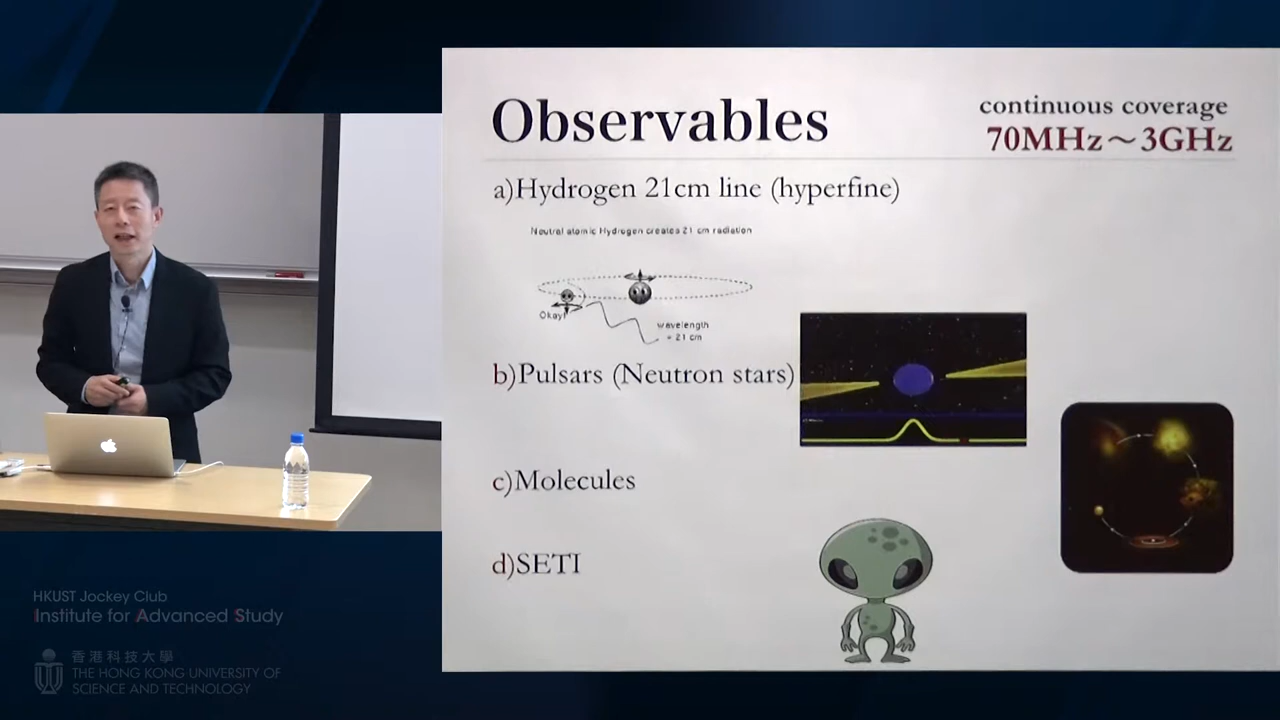 Observables
continuous coverage
70MHz~3GHz
a)Hydrogen 21cm line (hyperfine)
Neutral atomic Hydrogen creates 21 cm radiation
Okay!
wavelength
= 21 cm
b)Pulsars (Neutron stars)
c)Molecules
d)SETI
HKUST Jockey Club
Institute for Advanced Study
香港科技大學
THE HONG KONG UNIVERSITY OF
SCIENCE AND TECHNOLOGY